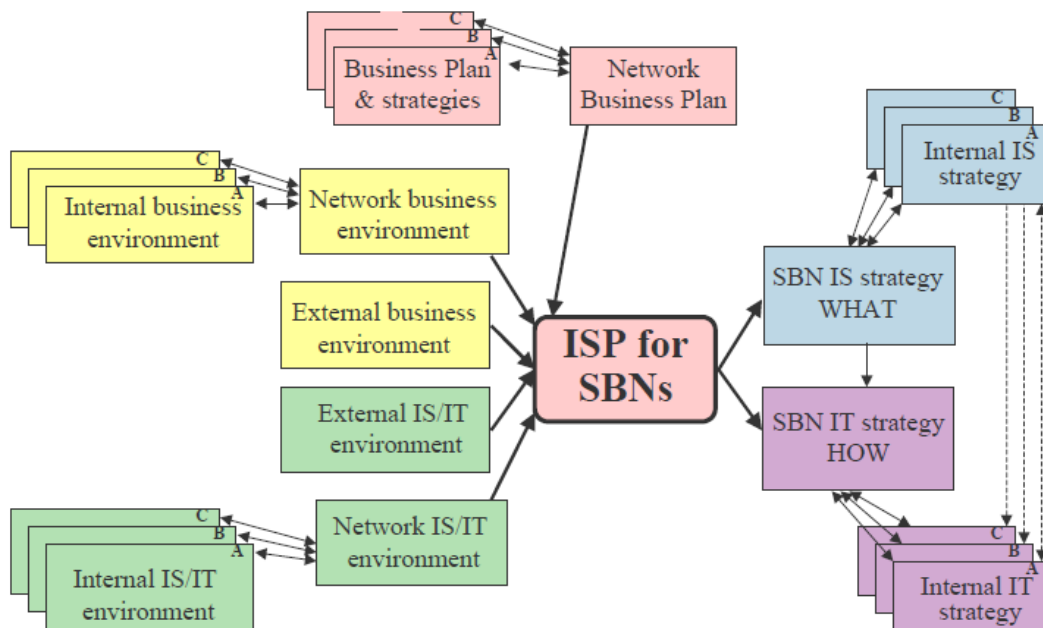 C
B
A
Business Plan
& strategies
Network
Business Plan
C
B
A
Internal IS
strategy
C
B
A
Internal business
environment
Network business
environment
SBN IS strategy
WHAT
External business
environment
ISP for
SBNs
External IS/IT
environment
SBN IT strategy
HOW
Network IS/IT
environment
C
B
A
Internal IS/IT
environment
C
B
A
Internal IT
strategy